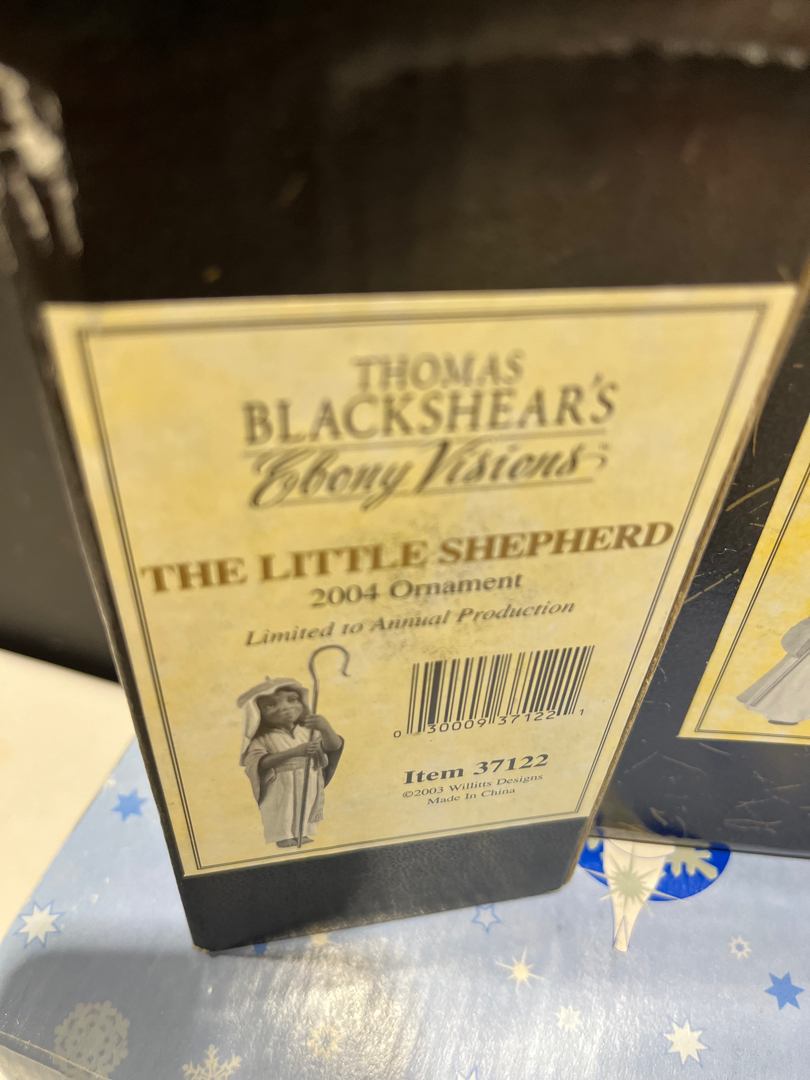 THOMAS
BLACKSHEAR'S
Ebony Visions
THE LITTLE SHEPHERD
2004 Ornament
Limited to Annual Production
0 30009 37122 1
Item 37122
©2003 Willitts Designs
Made In China